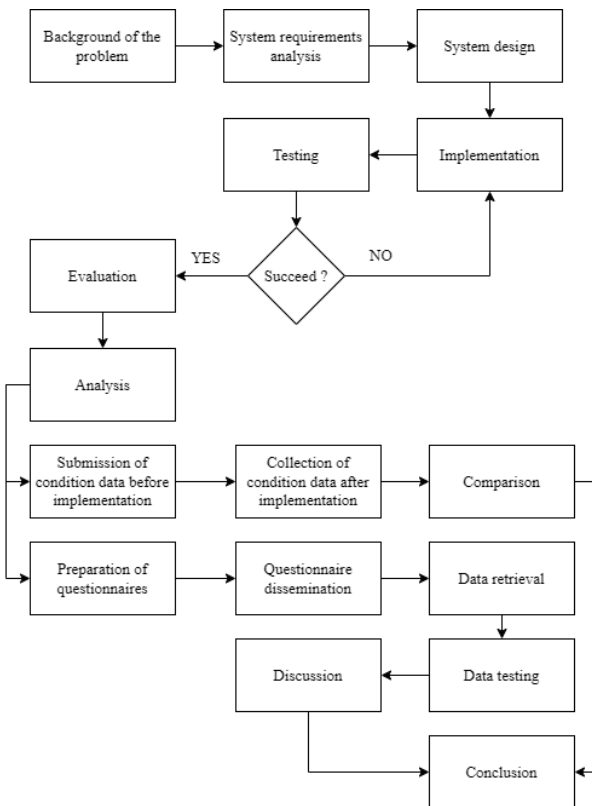 Background of the
problem
System requirements
analysis
System design
Testing
Implementation
YES
Succeed ?
NO
Evaluation
Analysis
Submission of
condition data before
implementation
Collection of
condition data after
implementation
Comparison
Preparation of
questionnaires
Questionnaire
dissemination
Data retrieval
Discussion
Data testing
Conclusion